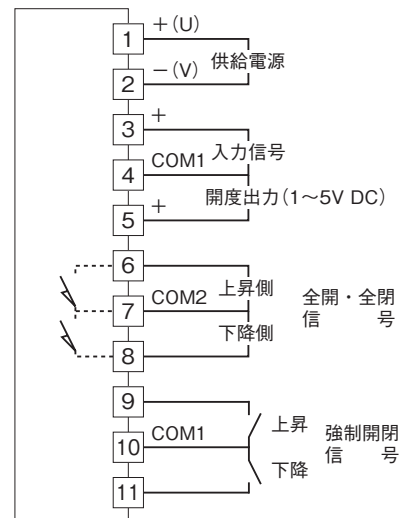 1 +(U)
供給電源
2 −(V)
3 +
入力信号
4 COM1
開度出力(1〜5V DC)
5 +
6
上昇側
7 COM2
全開・全閉
信 号
下降側
8
9
上昇
10 COM1
強制開閉
信 号
下降
11